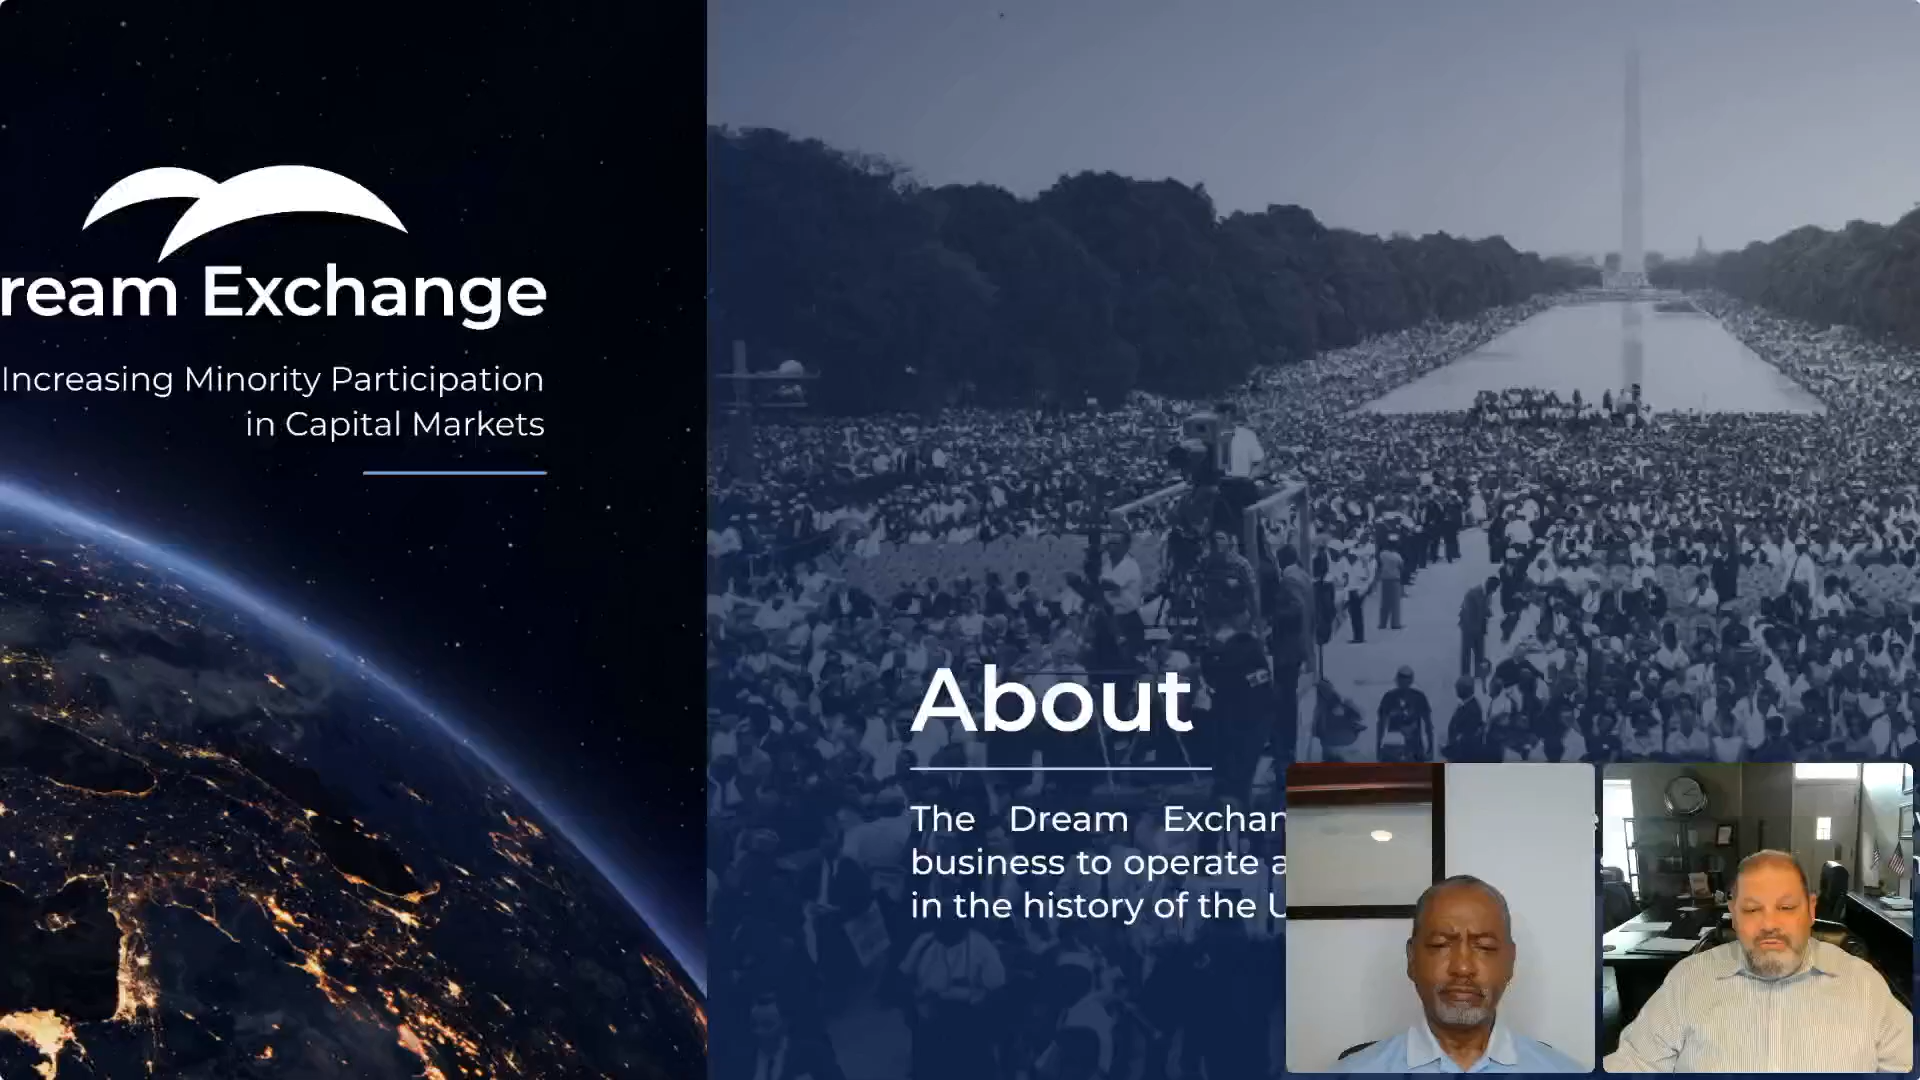 ream Exchange
Increasing Minority Participation
in Capital Markets
About
The Dream Exchan
business to operate a
in the history of the U